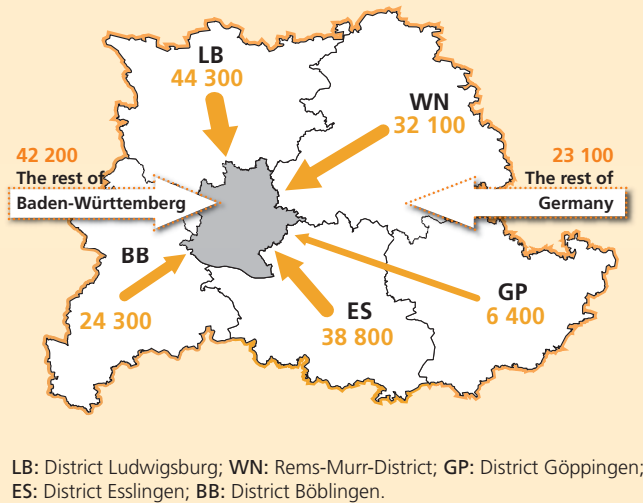 LB
44 300
WN
32 100
42 200
The rest of
Baden-Württemberg
23 100
The rest of
Germany
BB
24 300
ES
38 800
GP
6 400
LB: District Ludwigsburg; WN: Rems-Murr-District; GP: District Göppingen;
ES: District Esslingen; BB: District Böblingen.